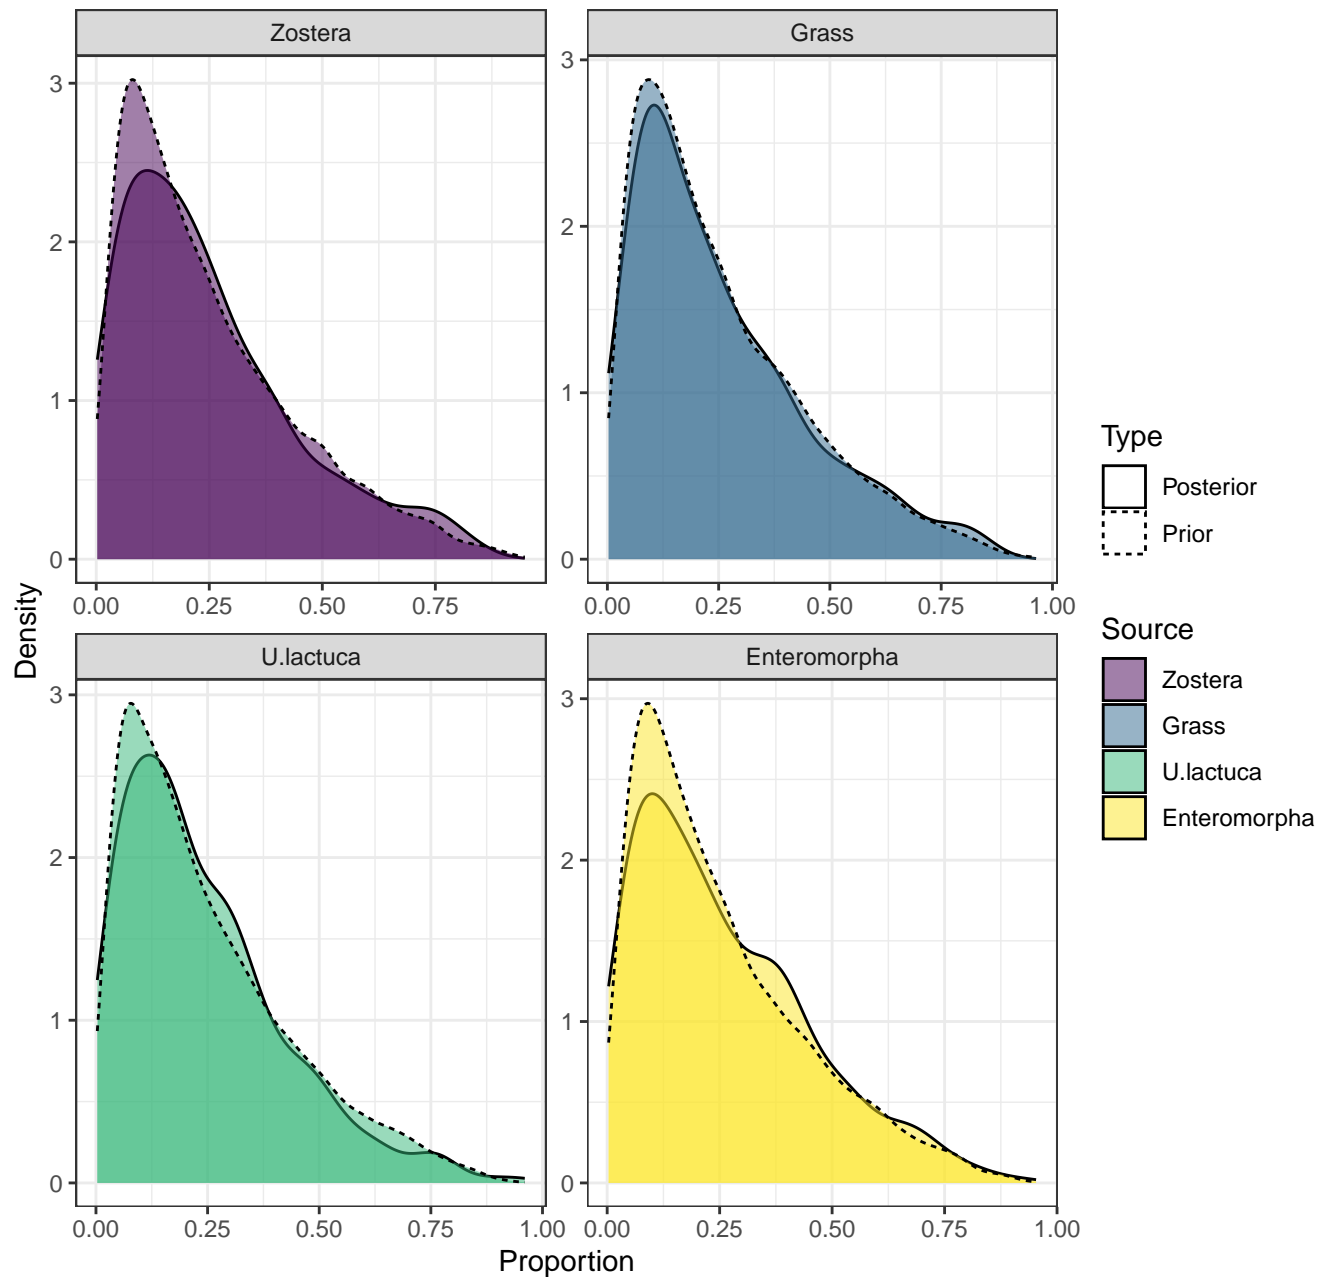 Zostera
Grass
3
2
1
0
0.00 0.25 0.50 0.75
3
2
1
0
0.00 0.25 0.50 0.75 1.00
U.lactuca
Enteromorpha
3
2
1
0
0.00 0.25 0.50 0.75 1.00
3
2
1
0
0.00 0.25 0.50 0.75 1.00
Density
Proportion
Type
Posterior
Prior
Source
Zostera
Grass
U.lactuca
Enteromorpha